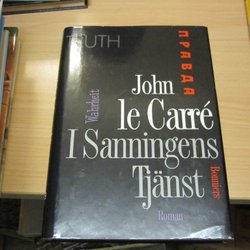 TRUTH
ПРАВДА
Wahrheit
John
le Carré
I Sanningens
Tjänst
Bonniers
Roman